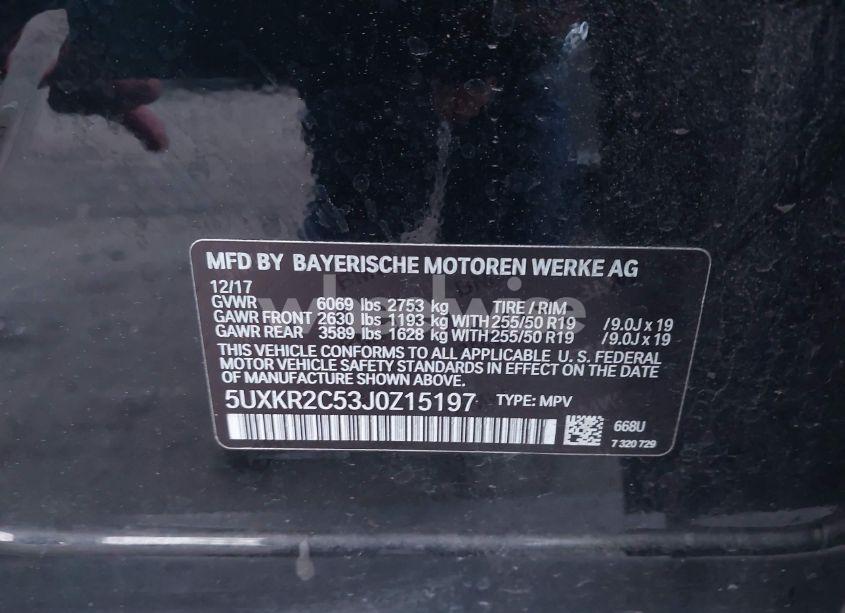 MFD BY BAYERISCHE MOTOREN WERKE AG
12/17
GVWR 6069 lbs 2753 kg TIRE / RIM
GAWR FRONT 2630 lbs 1193 kg WITH 255/50 R19 /9.0J x 19
GAWR REAR 3589 lbs 1628 kg WITH 255/50 R19 /9.0J x 19
THIS VEHICLE CONFORMS TO ALL APPLICABLE U. S. FEDERAL
MOTOR VEHICLE SAFETY STANDARDS IN EFFECT ON THE DATE
OF MANUFACTURE SHOWN ABOVE.
5UXKR2C53J0Z15197 TYPE: MPV
668U
7 320 729